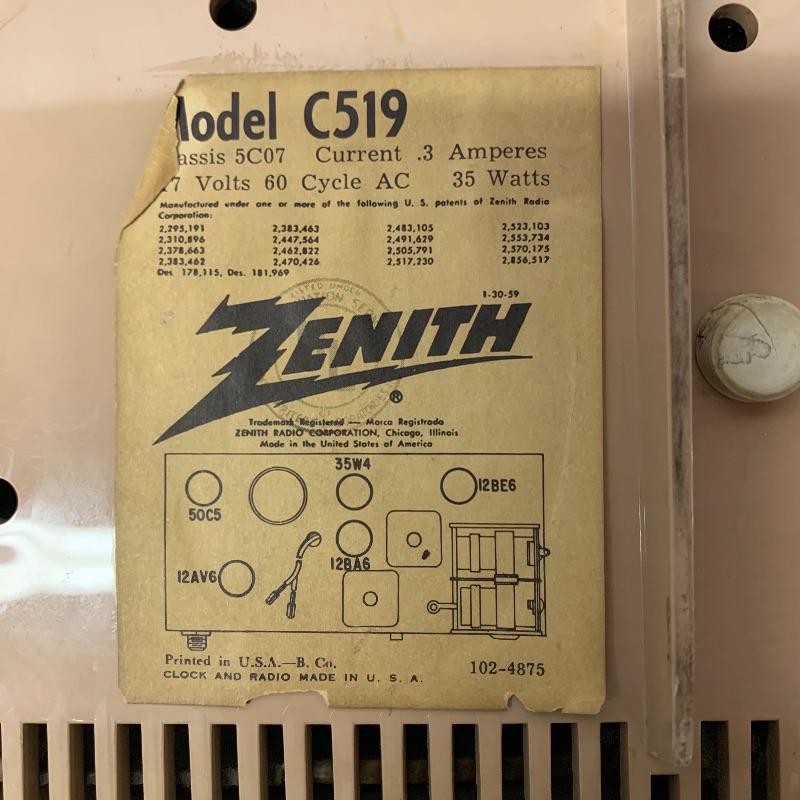 Model C519
assis 5C07 Current .3 Amperes
7 Volts 60 Cycle AC 35 Watts
Manufactured under one or more of the following U. S. patents of Zenith Radio
Corporation:
2,295,191 2,383,463 2,483,105 2,523,103
2,310,896 2,447,564 2,491,629 2,553,734
2,378,663 2,462,822 2,505,791 2,570,175
2,383,462 2,470,426 2,517,230 2,856,517
Des. 178,115, Des. 181,969
LISTED UNDER
1-30-59
ZENITH®
Trademark Registered — Marca Registrada
ZENITH RADIO CORPORATION, Chicago, Illinois
Made in the United States of America
35W4
12BE6
50C5
12BA6
12AV6
Printed in U.S.A.—B. Co. 102-4875
CLOCK AND RADIO MADE IN U. S. A.